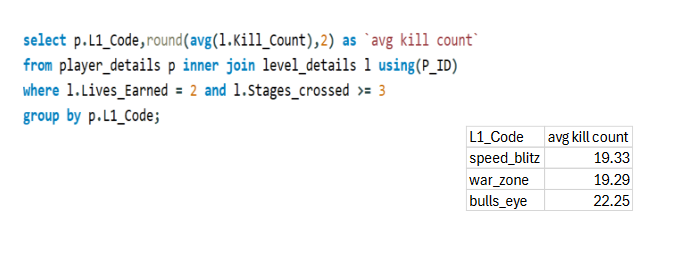 select p.L1_Code,round(avg(l.Kill_Count),2) as `avg kill count`
from player_details p inner join level_details l using(P_ID)
where l.Lives_Earned = 2 and l.Stages_crossed >= 3
group by p.L1_Code;
L1_Code avg kill count
speed_blitz 19.33
war_zone 19.29
bulls_eye 22.25